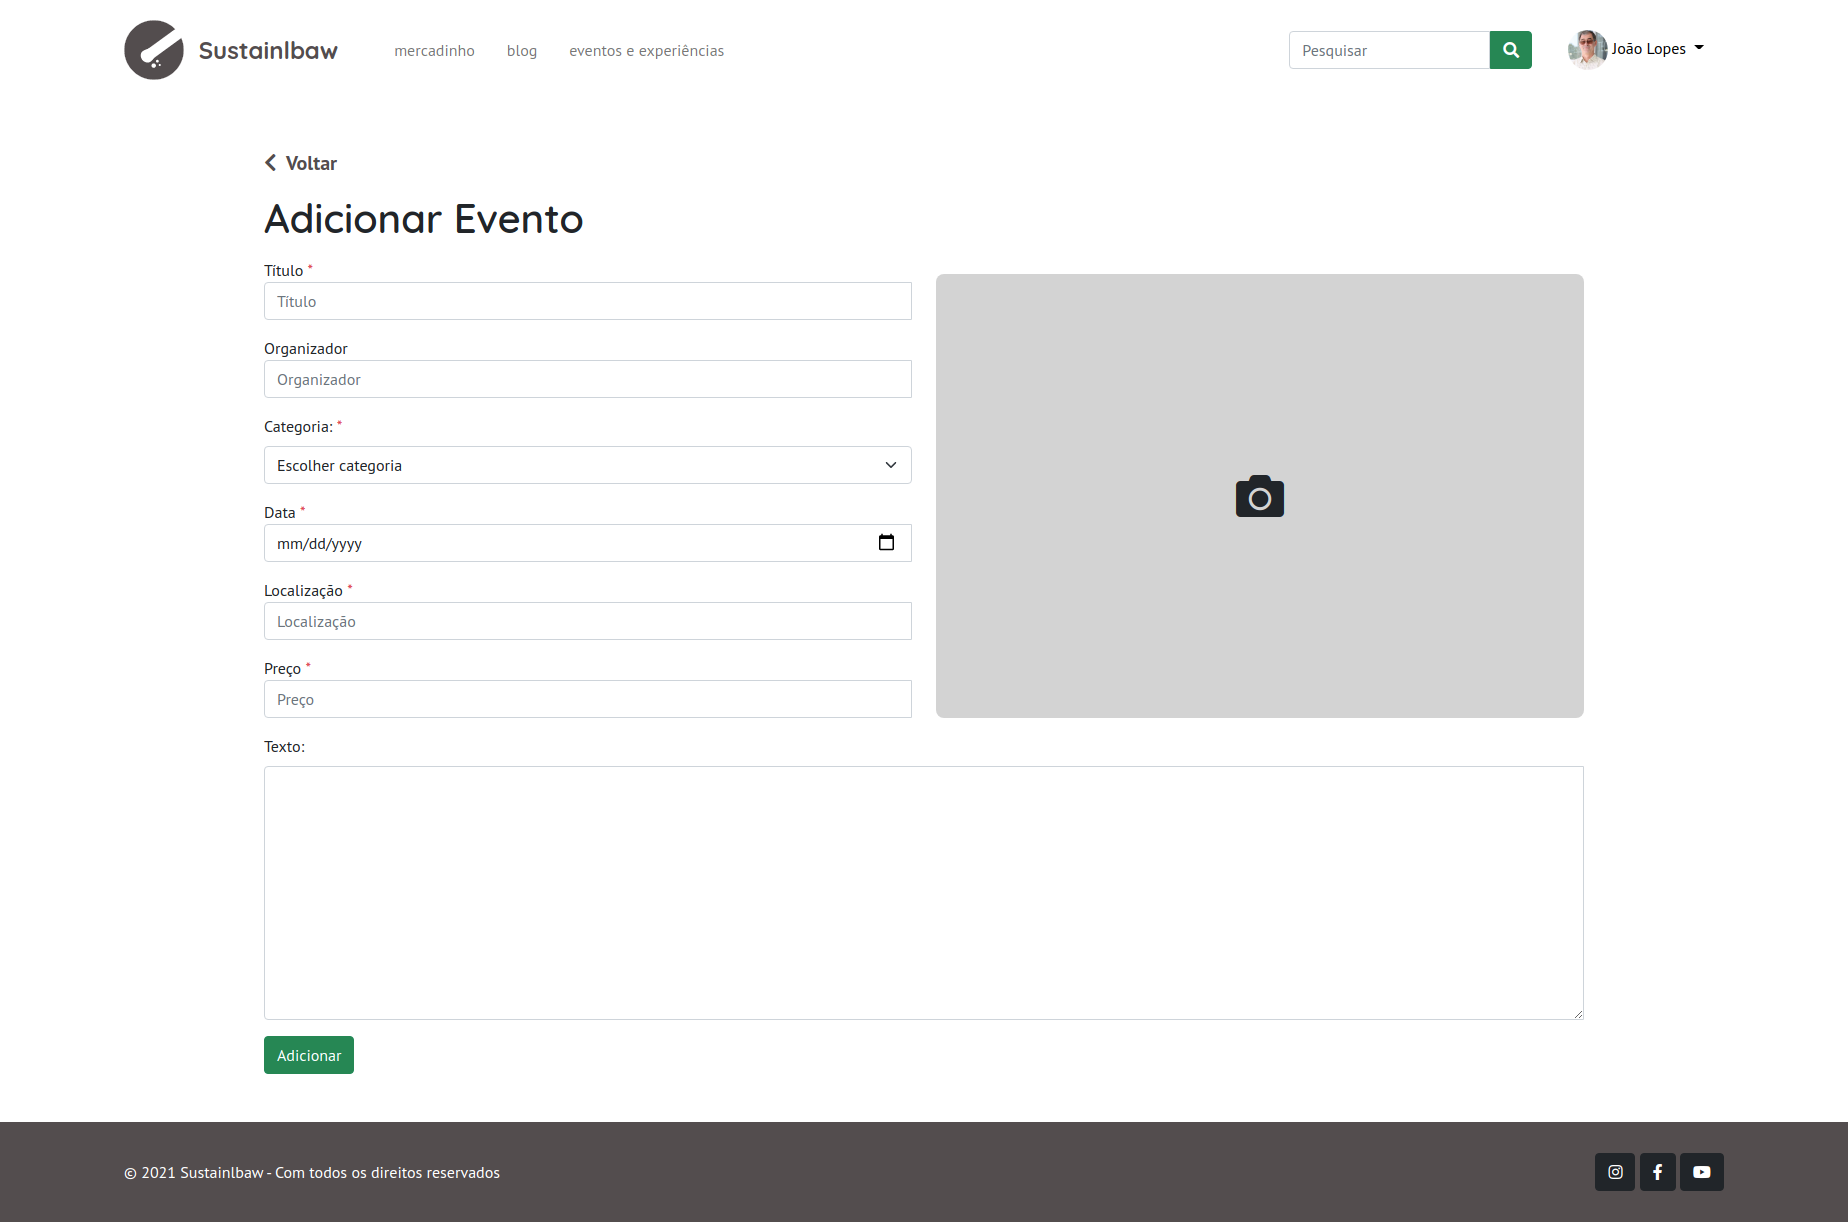 Sustainlbaw
mercadinho
blog
eventos e experiências
Pesquisar
João Lopes
Voltar
Adicionar Evento
Título *
Título
Organizador
Organizador
Categoria: *
Escolher categoria
Data *
mm/dd/yyyy
Localização *
Localização
Preço *
Preço
Texto:
Adicionar
© 2021 Sustainlbaw - Com todos os direitos reservados